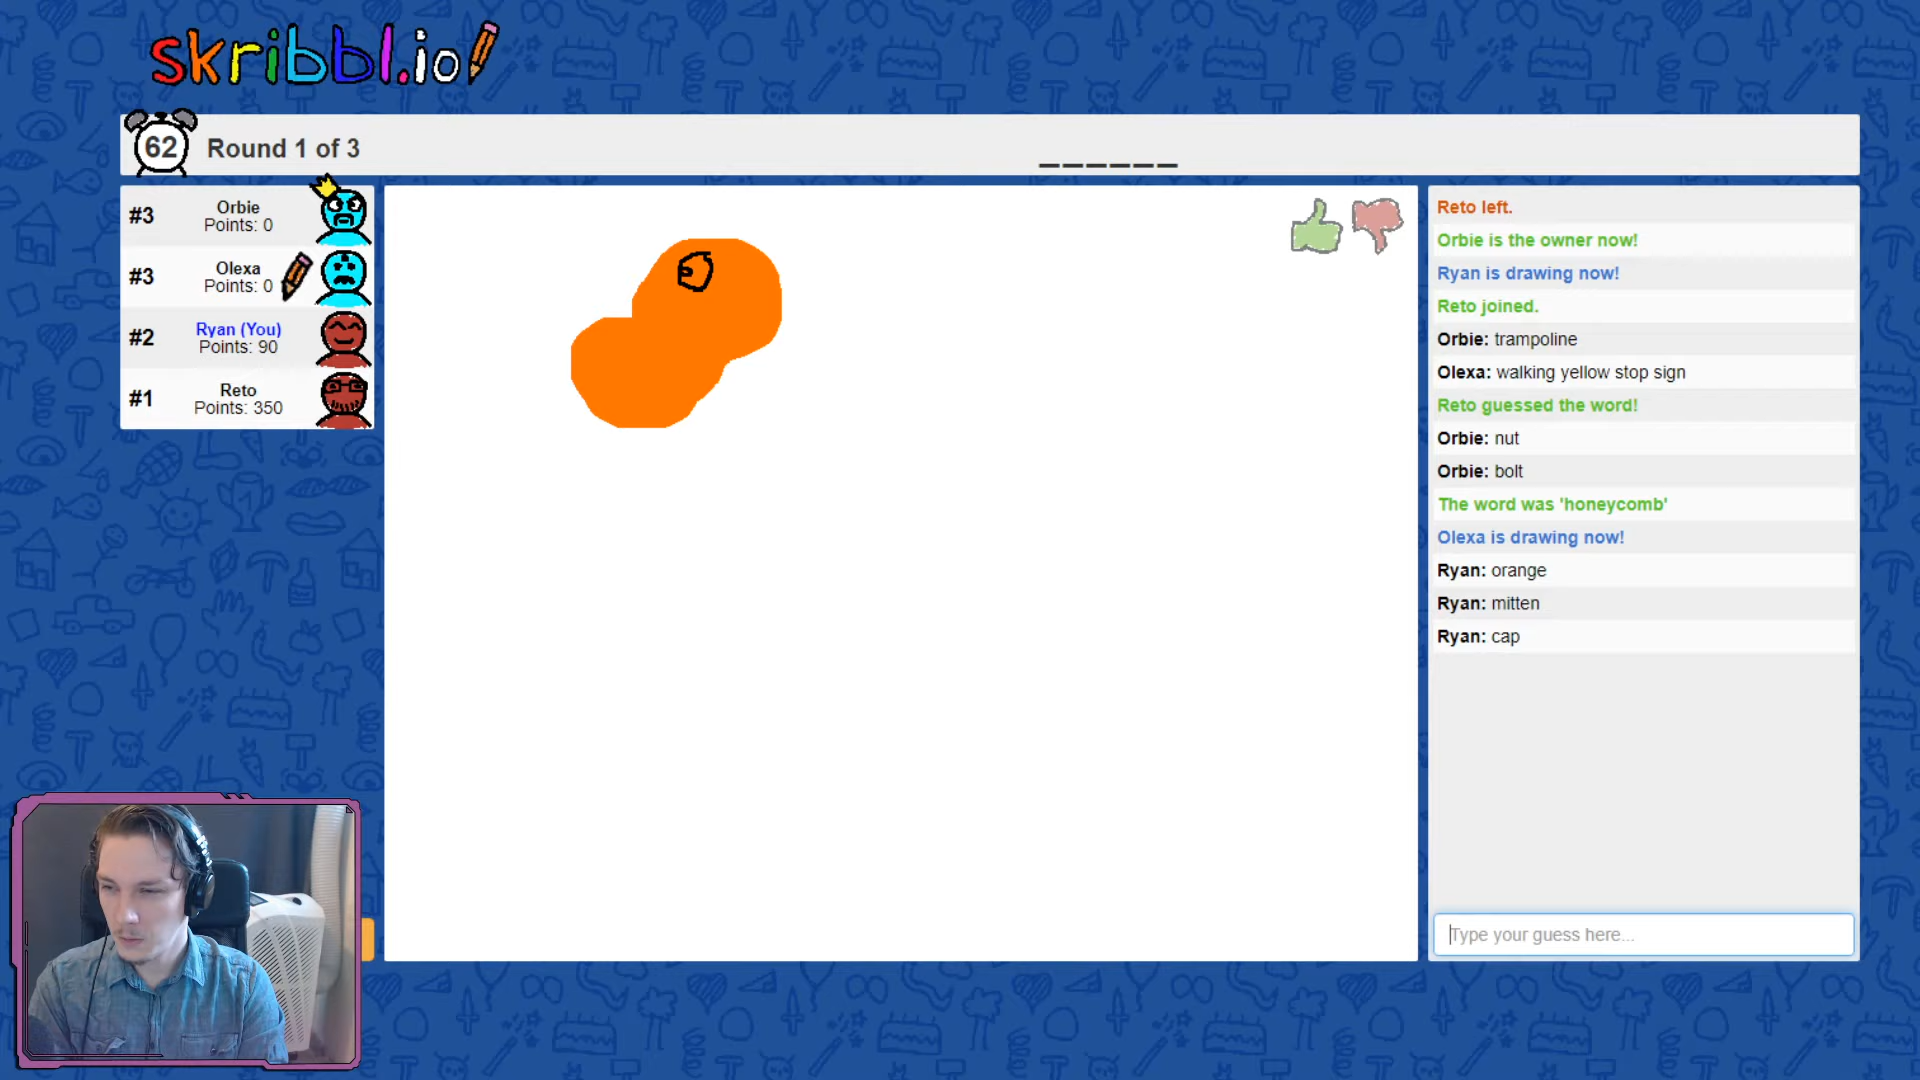 skribbl.io
62
Round 1 of 3
______
#3
Orbie
Points: 0
#3
Olexa
Points: 0
#2
Ryan (You)
Points: 90
#1
Reto
Points: 350
Reto left.
Orbie is the owner now!
Ryan is drawing now!
Reto joined.
Orbie: trampoline
Olexa: walking yellow stop sign
Reto guessed the word!
Orbie: nut
Orbie: bolt
The word was 'honeycomb'
Olexa is drawing now!
Ryan: orange
Ryan: mitten
Ryan: cap
Type your guess here...